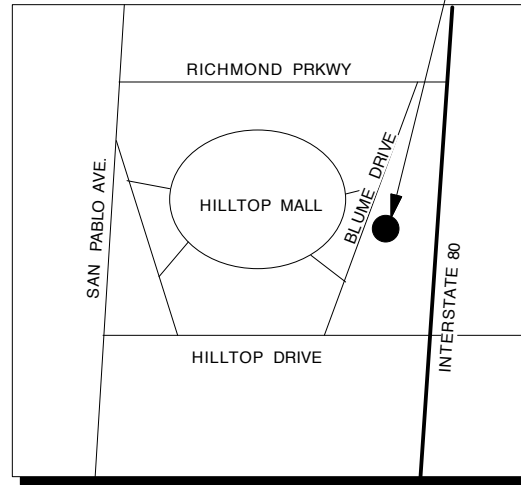 RICHMOND PRKWY
SAN PABLO AVE.
HILLTOP MALL
BLUME DRIVE
INTERSTATE 80
HILLTOP DRIVE